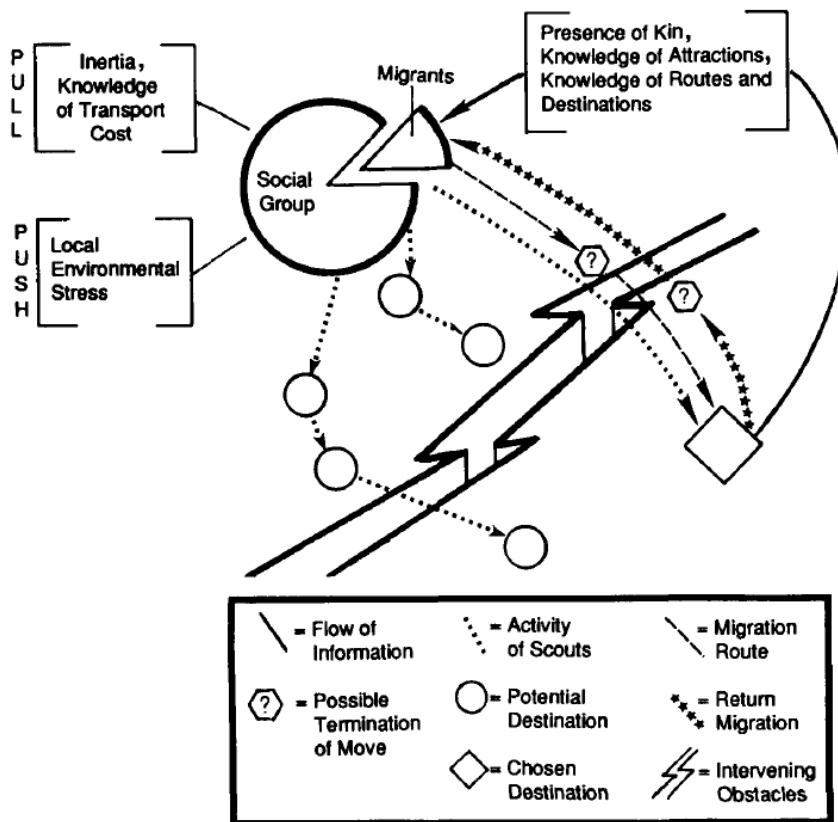 PULL
Inertia,
Knowledge
of Transport
Cost
Migrants
Presence of Kin,
Knowledge of Attractions,
Knowledge of Routes and
Destinations
Social
Group
PUSH
Local
Environmental
Stress
?
?
= Flow of
Information
= Activity
of Scouts
= Migration
Route
? = Possible
Termination
of Move
= Potential
Destination
= Return
Migration
= Chosen
Destination
= Intervening
Obstacles